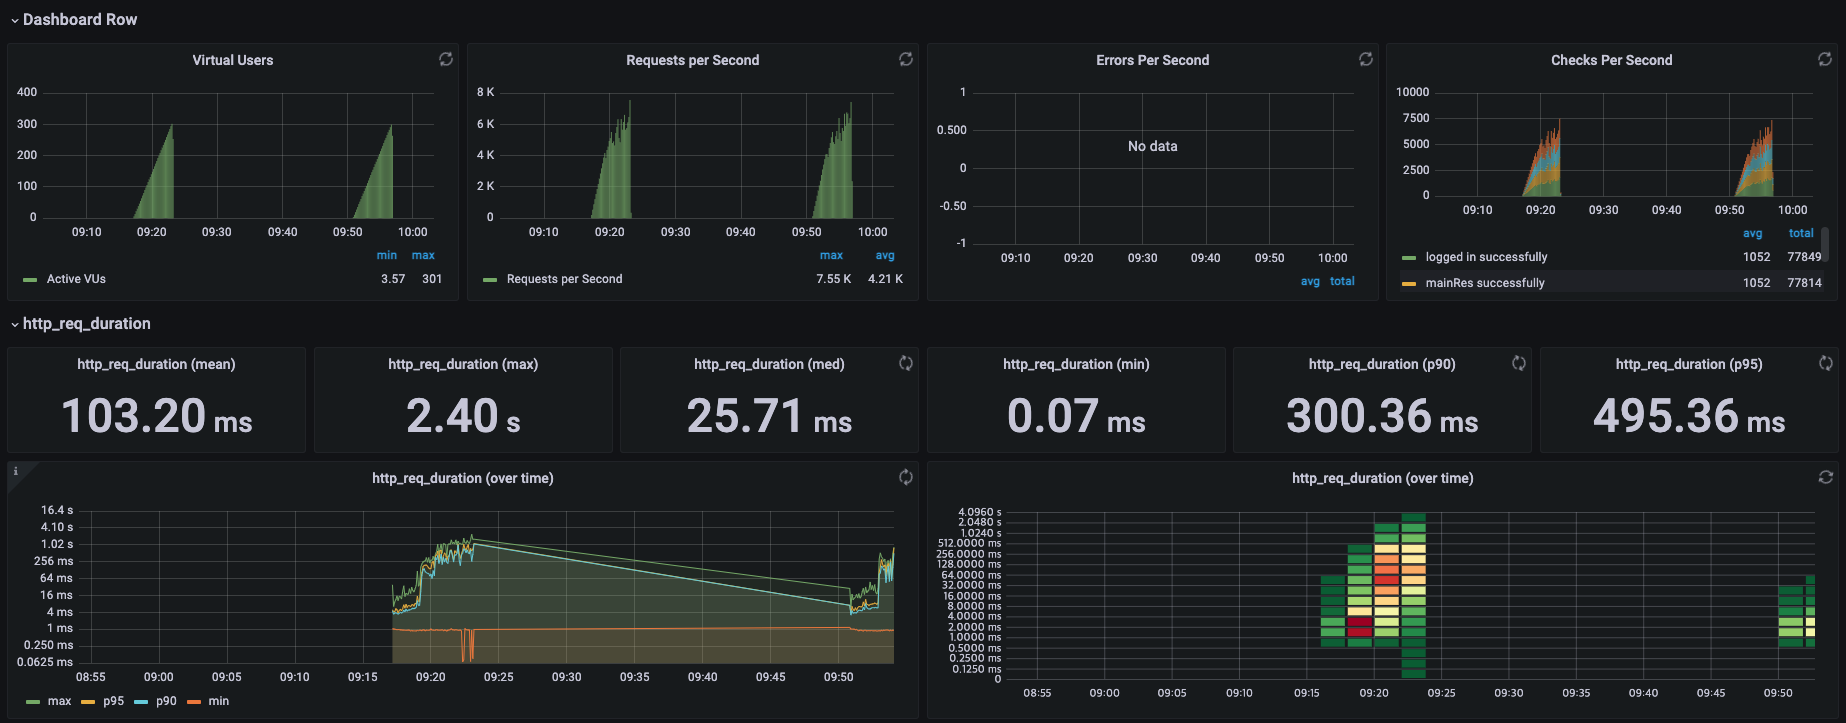 Dashboard Row
Virtual Users
400
300
200
100
0
09:10 09:20 09:30 09:40 09:50 10:00
min max
Active VUs 3.57 301
Requests per Second
8 K
6 K
4 K
2 K
0
09:10 09:20 09:30 09:40 09:50 10:00
max avg
Requests per Second 7.55 K 4.21 K
Errors Per Second
1
0.500
0
-0.50
-1
No data
09:10 09:20 09:30 09:40 09:50 10:00
avg total
Checks Per Second
10000
7500
5000
2500
0
09:10 09:20 09:30 09:40 09:50 10:00
avg total
logged in successfully 1052 77849
mainRes successfully 1052 77814
http_req_duration
http_req_duration (mean)
103.20 ms
http_req_duration (max)
2.40 s
http_req_duration (med)
25.71 ms
http_req_duration (min)
0.07 ms
http_req_duration (p90)
300.36 ms
http_req_duration (p95)
495.36 ms
i
http_req_duration (over time)
16.4 s
4.10 s
1.02 s
256 ms
64 ms
16 ms
4 ms
1 ms
0.250 ms
0.0625 ms
08:55 09:00 09:05 09:10 09:15 09:20 09:25 09:30 09:35 09:40 09:45 09:50
max p95 p90 min
http_req_duration (over time)
4.0960 s
2.0480 s
1.0240 s
512.0000 ms
256.0000 ms
128.0000 ms
64.0000 ms
32.0000 ms
16.0000 ms
8.0000 ms
4.0000 ms
2.0000 ms
1.0000 ms
0.5000 ms
0.2500 ms
0.1250 ms
0
08:55 09:00 09:05 09:10 09:15 09:20 09:25 09:30 09:35 09:40 09:45 09:50